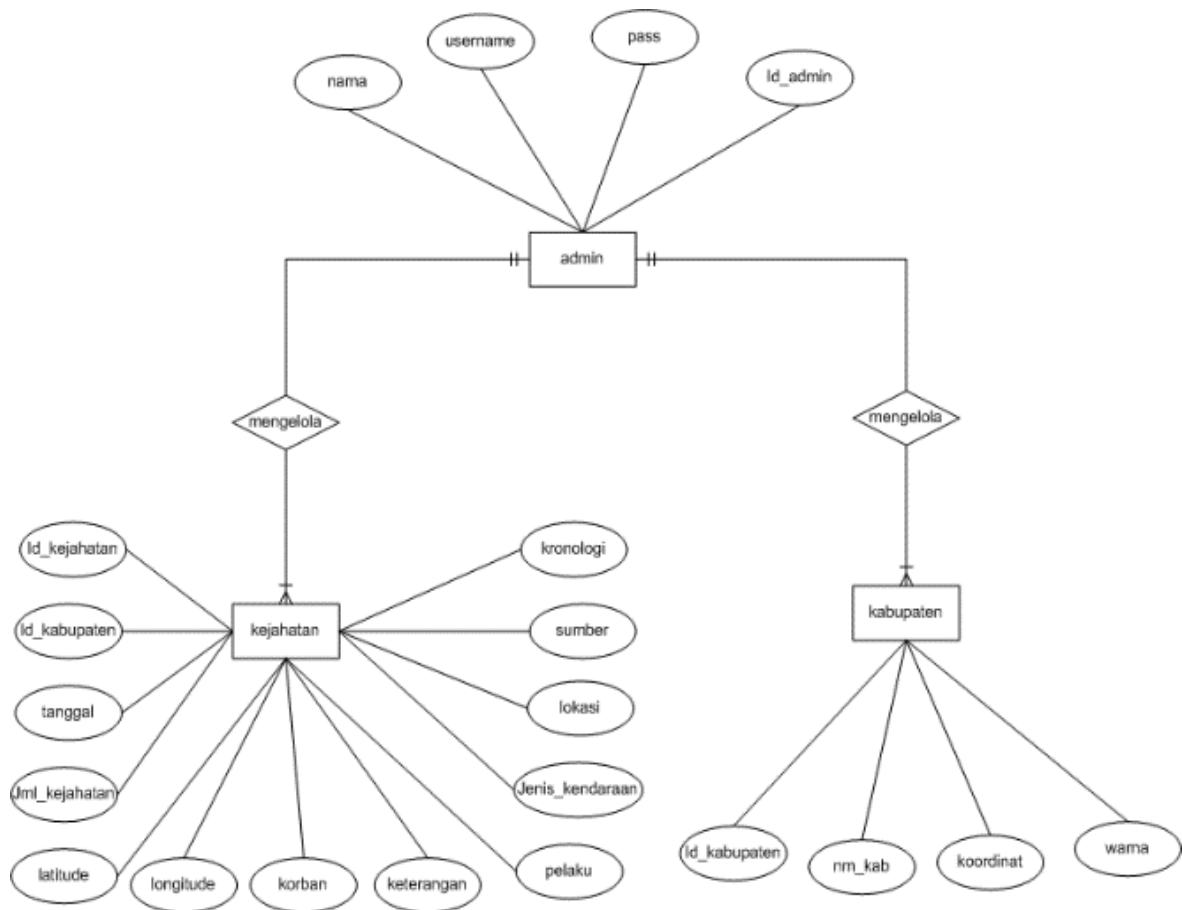 username
pass
nama
Id_admin
admin
mengelola
mengelola
Id_kejahatan
kronologi
Id_kabupaten
kejahatan
sumber
kabupaten
tanggal
lokasi
Jml_kejahatan
Jenis_kendaraan
latitude
longitude
korban
keterangan
pelaku
Id_kabupaten
nm_kab
koordinat
warna